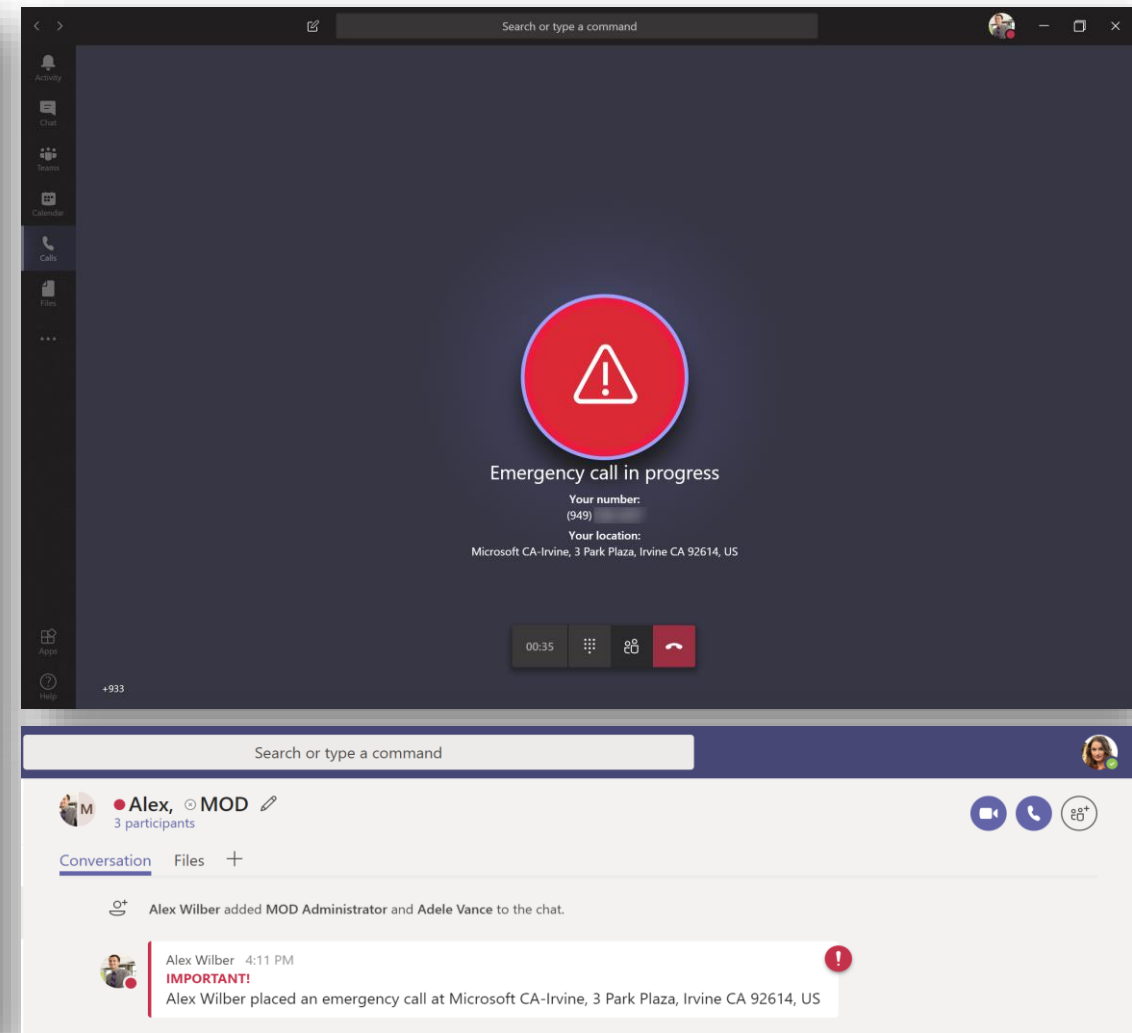 Search or type a command
Activity
Chat
Teams
Calendar
Calls
Files
Emergency call in progress
Your number:
(949)
Your location:
Microsoft CA-Irvine, 3 Park Plaza, Irvine CA 92614, US
00:35
Apps
Help
+933
Search or type a command
M
Alex, MOD
3 participants
Conversation Files +
Alex Wilber added MOD Administrator and Adele Vance to the chat.
Alex Wilber 4:11 PM
IMPORTANT!
Alex Wilber placed an emergency call at Microsoft CA-Irvine, 3 Park Plaza, Irvine CA 92614, US